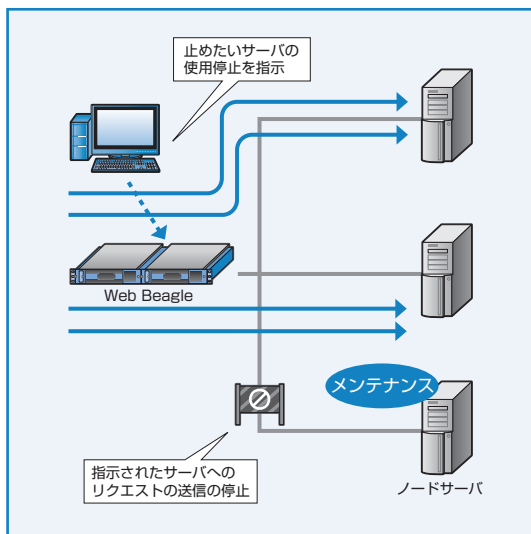 止めたいサーバの
使用停止を指示
Web Beagle
メンテナンス
指示されたサーバへの
リクエストの送信の停止
ノードサーバ